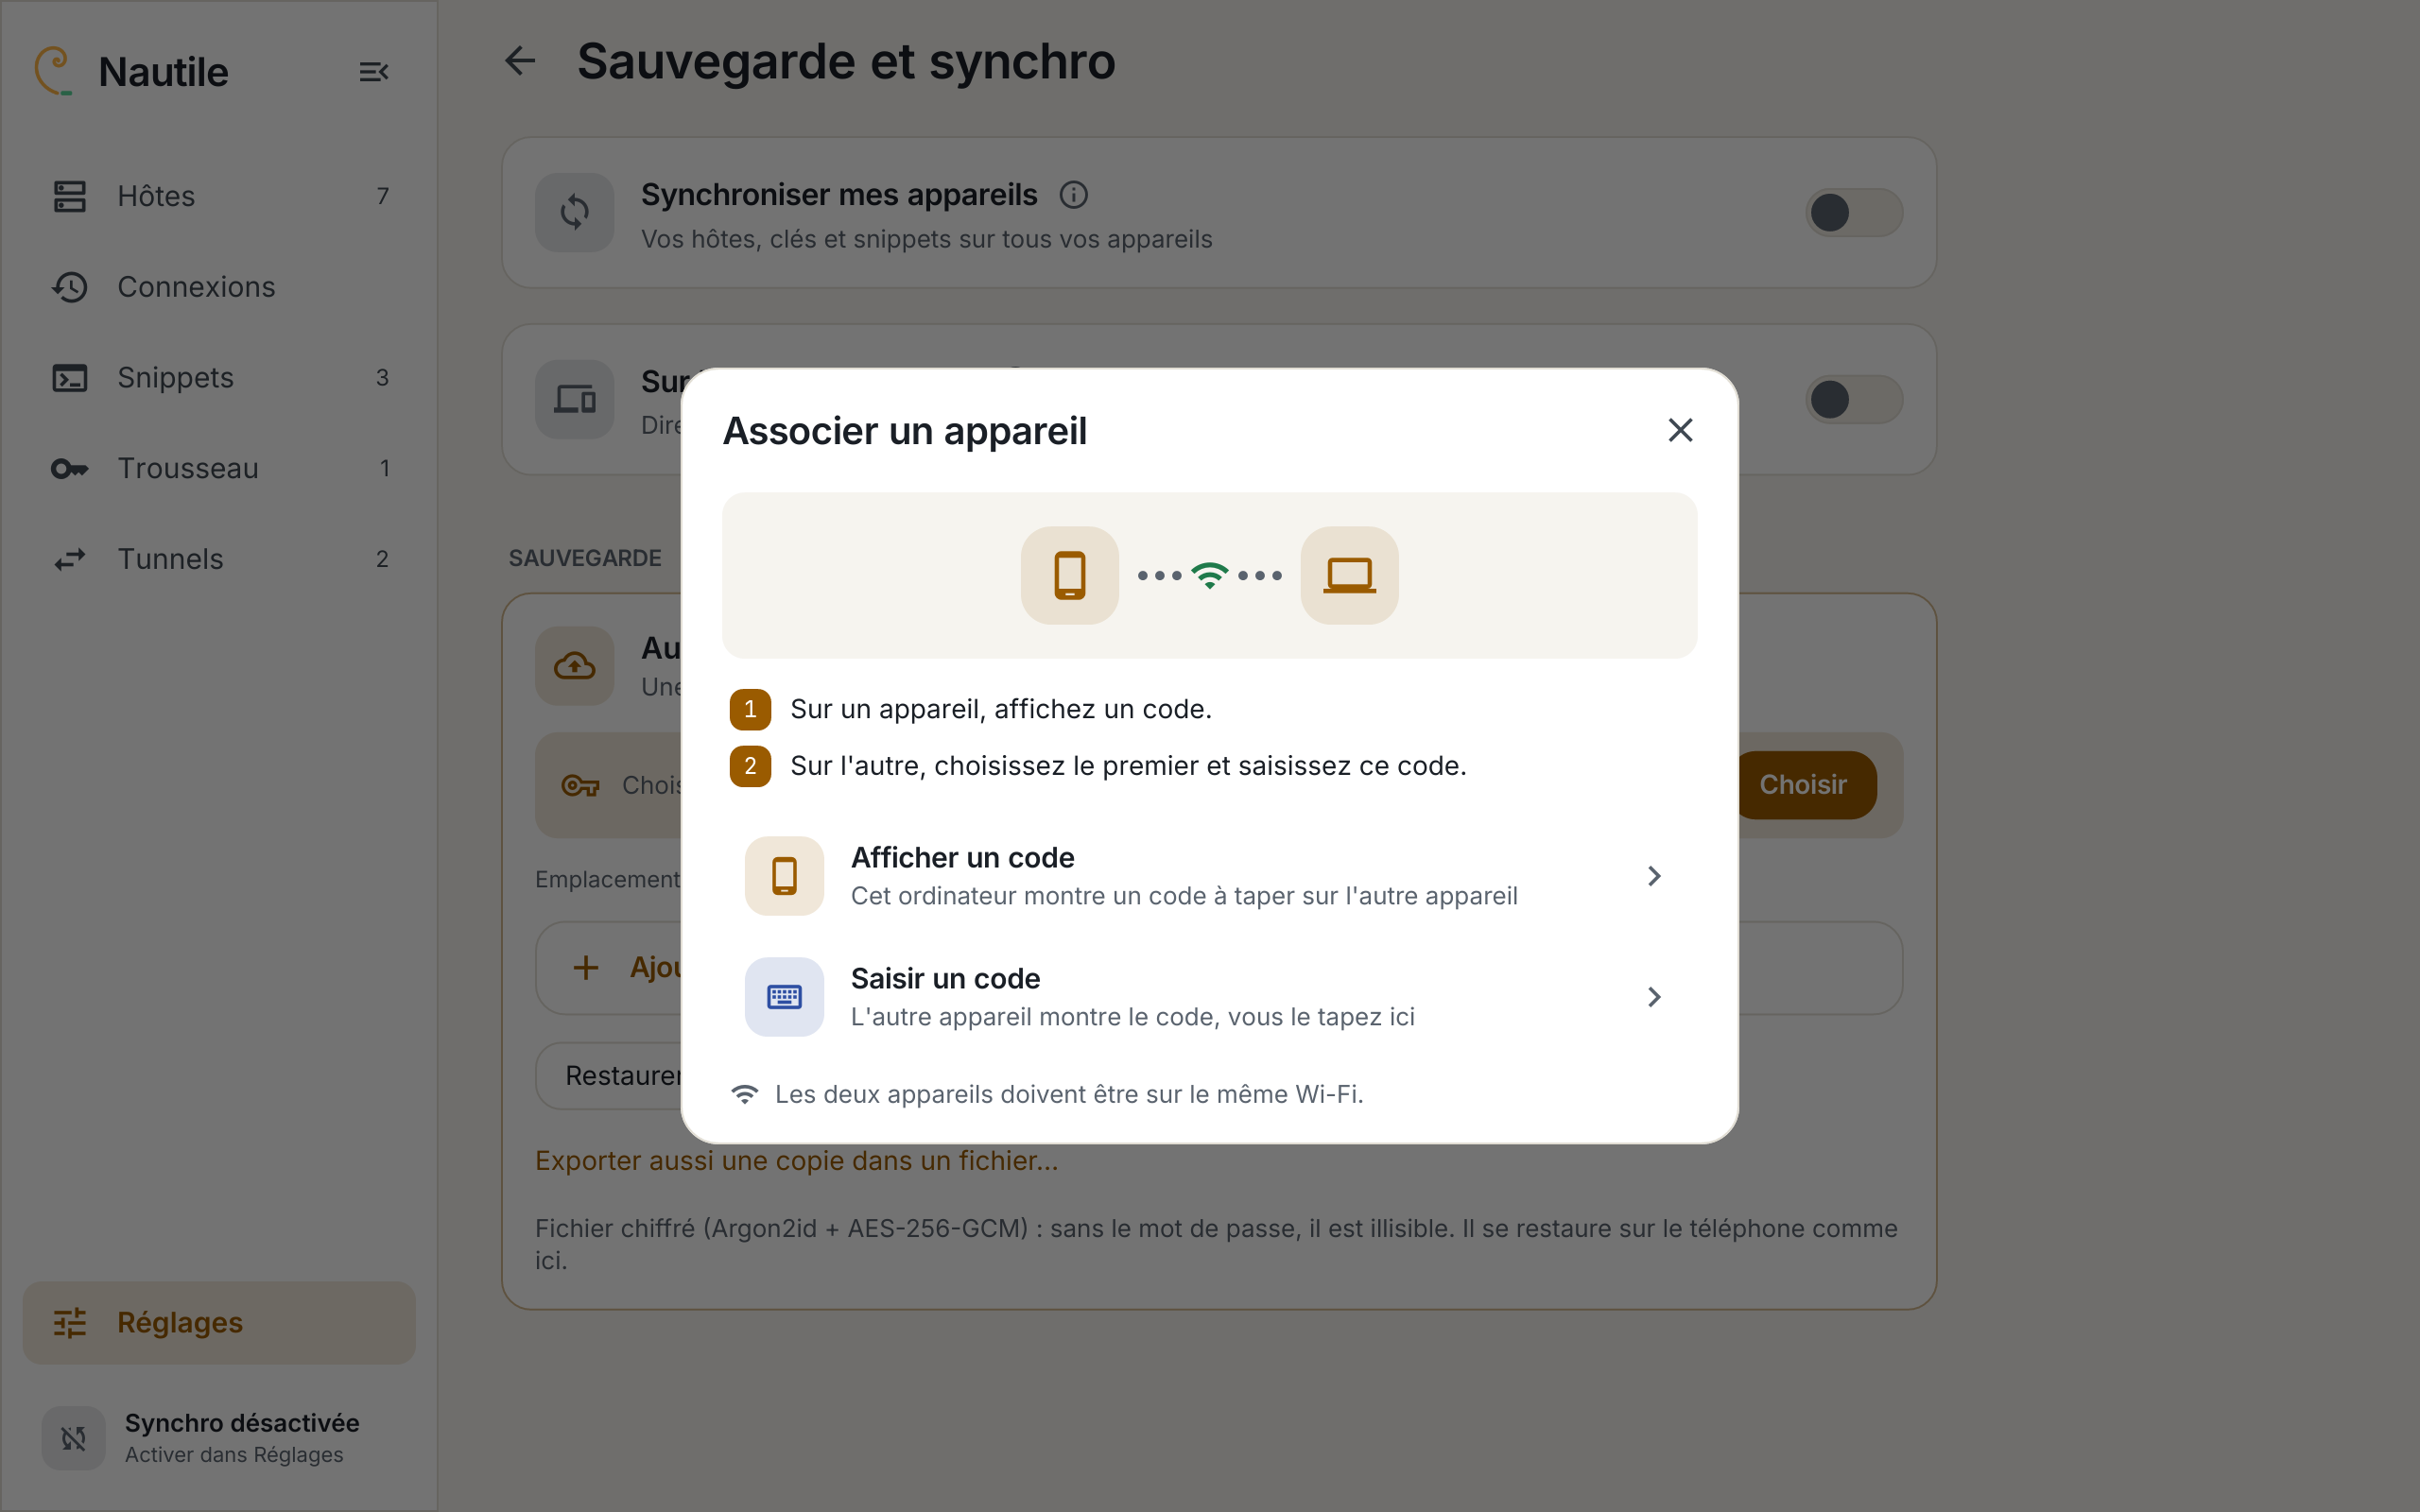 Nautile
Hôtes 7
Connexions
Snippets 3
Trousseau 1
Tunnels 2
Réglages
Synchro désactivée
Activer dans Réglages
Sauvegarde et synchro
Synchroniser mes appareils
Vos hôtes, clés et snippets sur tous vos appareils
Sur
SAUVEGARDE
Choisir
Emplacement
Restaurer
Exporter aussi une copie dans un fichier...
Fichier chiffré (Argon2id + AES-256-GCM) : sans le mot de passe, il est illisible. Il se restaure sur le téléphone comme
ici.
Associer un appareil
1 Sur un appareil, affichez un code.
2 Sur l'autre, choisissez le premier et saisissez ce code.
Afficher un code
Cet ordinateur montre un code à taper sur l'autre appareil
Saisir un code
L'autre appareil montre le code, vous le tapez ici
Les deux appareils doivent être sur le même Wi-Fi.